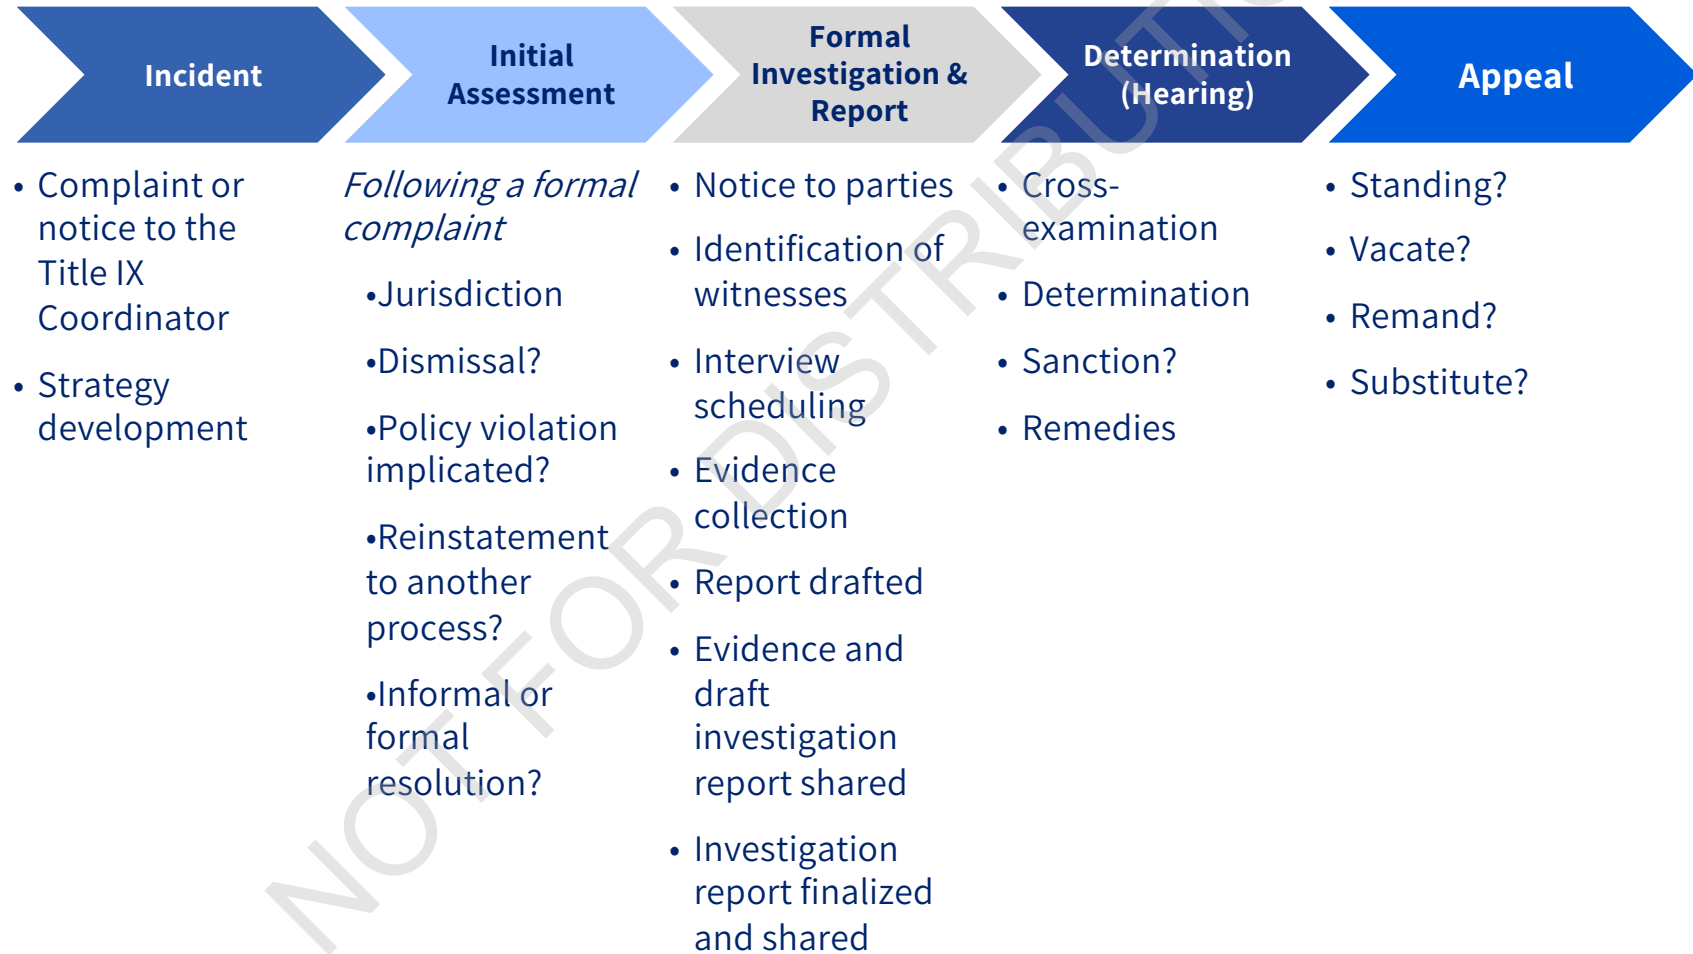 Incident
• Complaint or
notice to the
Title IX
Coordinator
• Strategy
development
Initial
Assessment
Following a formal
complaint
•Jurisdiction
•Dismissal?
•Policy violation
implicated?
•Reinstatement
to another
process?
•Informal or
formal
resolution?
Formal
Investigation &
Report
• Notice to parties
• Identification of
witnesses
• Interview
scheduling
• Evidence
collection
• Report drafted
• Evidence and
draft
investigation
report shared
• Investigation
report finalized
and shared
Determination
(Hearing)
• Cross-
examination
• Determination
• Sanction?
• Remedies
Appeal
• Standing?
• Vacate?
• Remand?
• Substitute?
NOT FOR DISTRIBUTIO